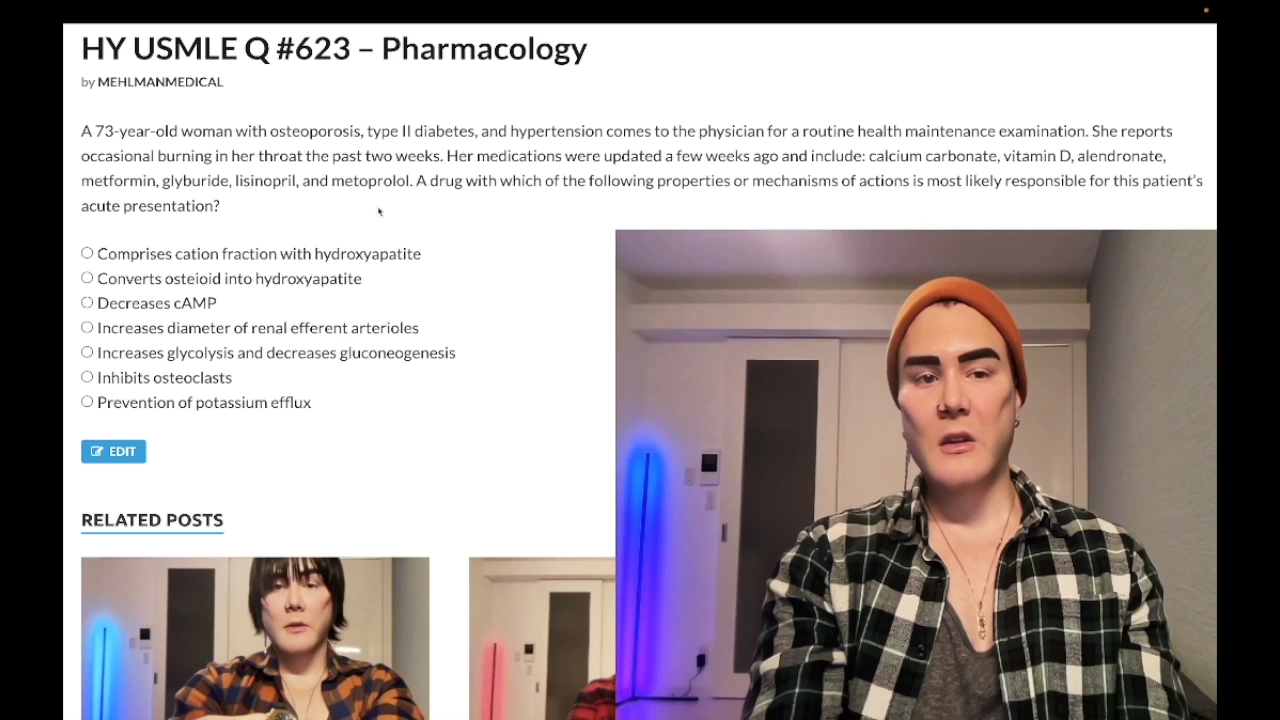 HY USMLE Q #623 – Pharmacology
by MEHLMANMEDICAL
A 73-year-old woman with osteoporosis, type II diabetes, and hypertension comes to the physician for a routine health maintenance examination. She reports
occasional burning in her throat the past two weeks. Her medications were updated a few weeks ago and include: calcium carbonate, vitamin D, alendronate,
metformin, glyburide, lisinopril, and metoprolol. A drug with which of the following properties or mechanisms of actions is most likely responsible for this patient's
acute presentation?
Comprises cation fraction with hydroxyapatite
Converts osteioid into hydroxyapatite
Decreases cAMP
Increases diameter of renal efferent arterioles
Increases glycolysis and decreases gluconeogenesis
Inhibits osteoclasts
Prevention of potassium efflux
EDIT
RELATED POSTS